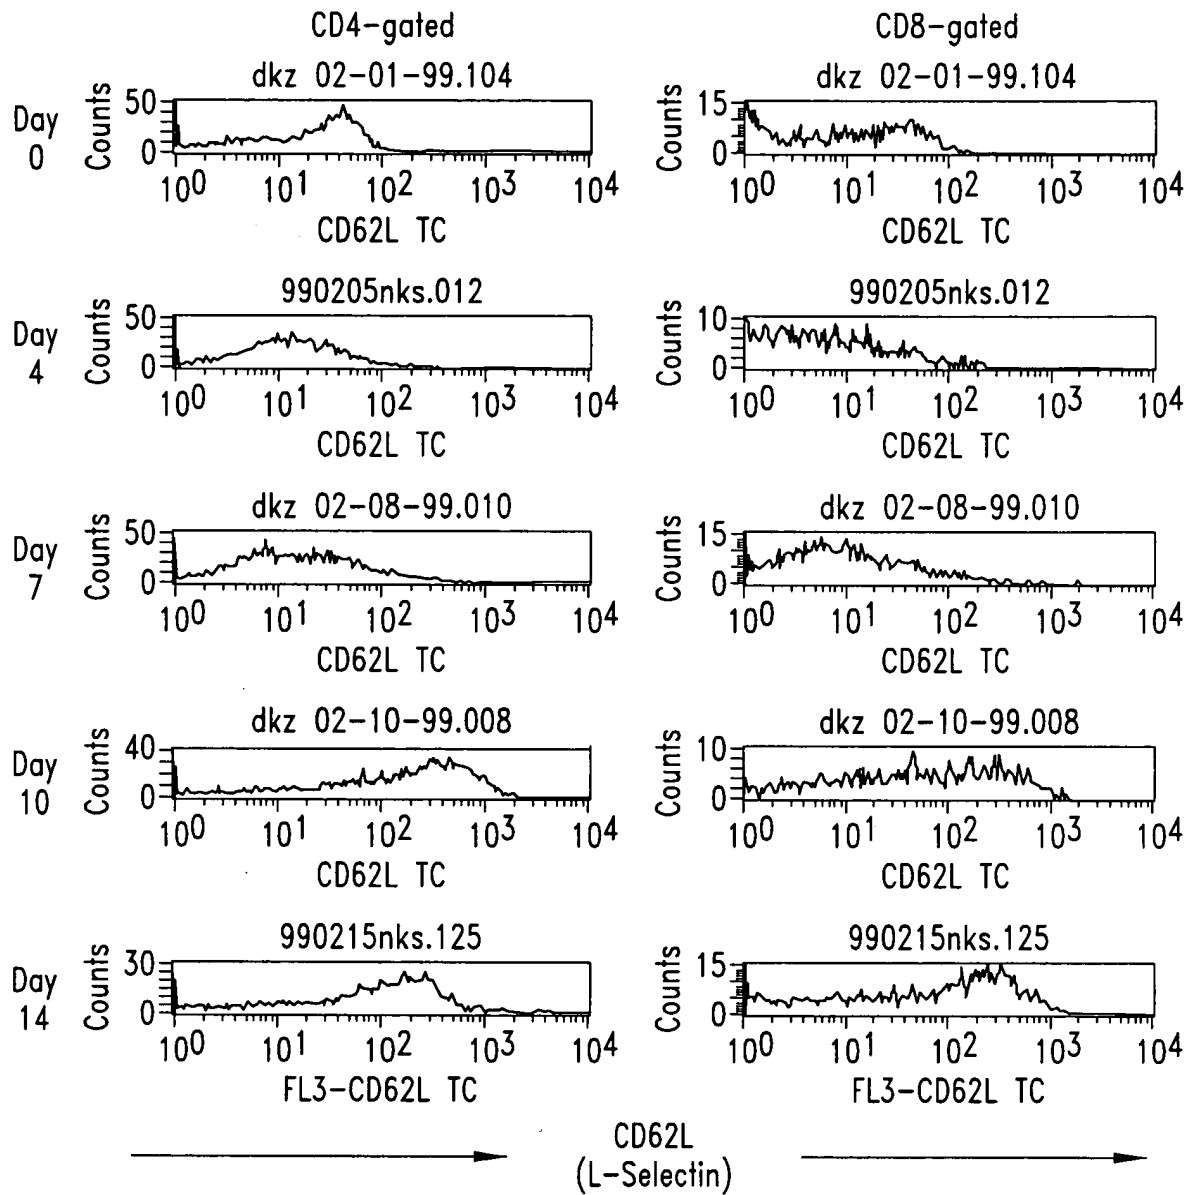 CD4-gated CD8-gated
dkz 02-01-99.104 dkz 02-01-99.104
Day 0 Counts 50 0 Counts 15 0
10^0 10^1 10^2 10^3 10^4 10^0 10^1 10^2 10^3 10^4
CD62L TC CD62L TC
990205nks.012 990205nks.012
Day 4 Counts 50 0 Counts 10 0
10^0 10^1 10^2 10^3 10^4 10^0 10^1 10^2 10^3 10^4
CD62L TC CD62L TC
dkz 02-08-99.010 dkz 02-08-99.010
Day 7 Counts 50 0 Counts 15 0
10^0 10^1 10^2 10^3 10^4 10^0 10^1 10^2 10^3 10^4
CD62L TC CD62L TC
dkz 02-10-99.008 dkz 02-10-99.008
Day 10 Counts 40 0 Counts 10 0
10^0 10^1 10^2 10^3 10^4 10^0 10^1 10^2 10^3 10^4
CD62L TC CD62L TC
990215nks.125 990215nks.125
Day 14 Counts 30 0 Counts 15 0
10^0 10^1 10^2 10^3 10^4 10^0 10^1 10^2 10^3 10^4
FL3-CD62L TC FL3-CD62L TC
CD62L
(L-Selectin)